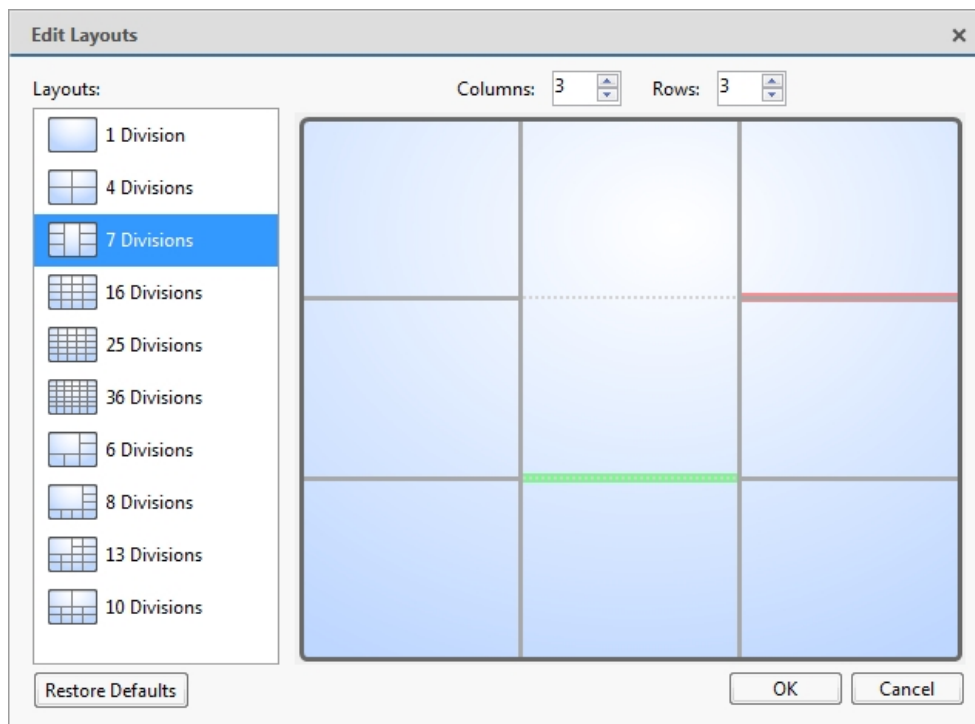 Edit Layouts
Layouts:
Columns: 3 Rows: 3
1 Division
4 Divisions
7 Divisions
16 Divisions
25 Divisions
36 Divisions
6 Divisions
8 Divisions
13 Divisions
10 Divisions
Restore Defaults
OK Cancel